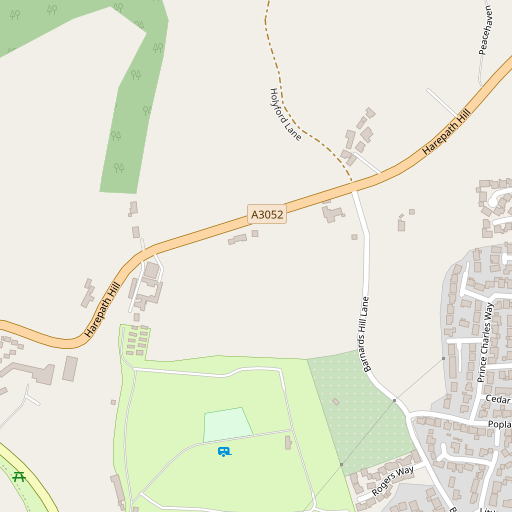 Peacehaven
Holyford Lane
Harepath Hill
A3052
Harepath Hill
Barnards Hill Lane
Prince Charles Way
Cedar
Popla
Rogers Way